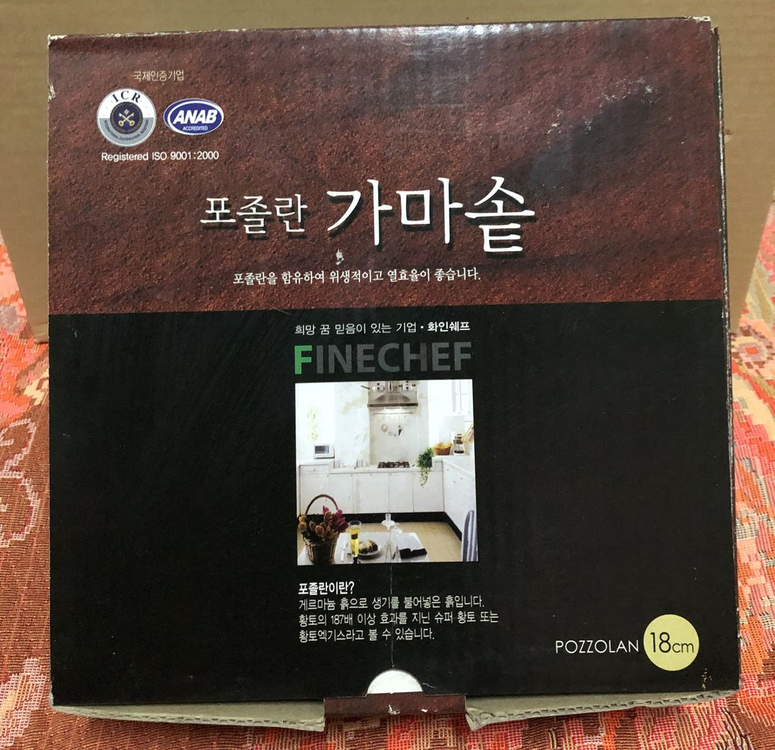 국제인증기업
ICR
ANAB
ACCREDITED
Registered ISO 9001:2000
포졸란 가마솥
포졸란을 함유하여 위생적이고 열효율이 좋습니다.
희망 꿈 믿음이 있는 기업 · 화인쉐프
FINECHEF
포졸란이란?
게르마늄 흙으로 생기를 불어넣은 흙입니다.
황토의 187배 이상 효과를 지닌 슈퍼 황토 또는
황토엑기스라고 볼 수 있습니다.
POZZOLAN 18cm